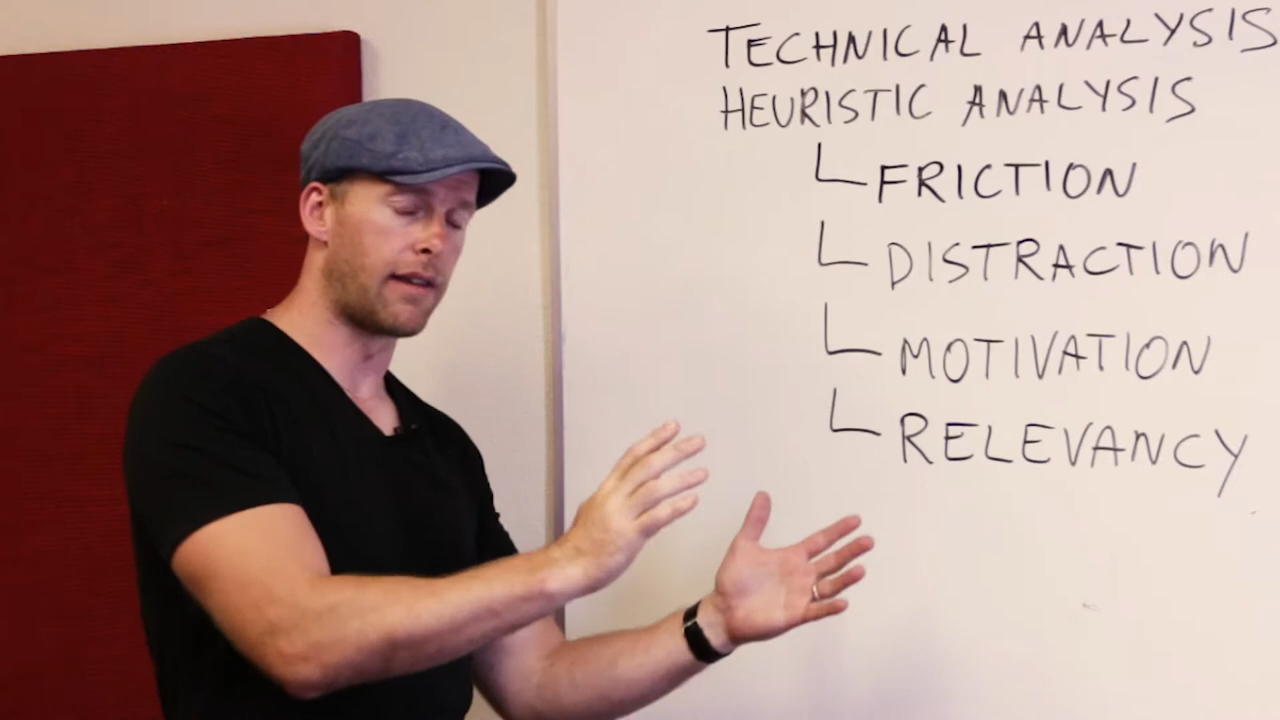 TECHNICAL ANALYSIS
HEURISTIC ANALYSIS
FRICTION
DISTRACTION
MOTIVATION
RELEVANCY